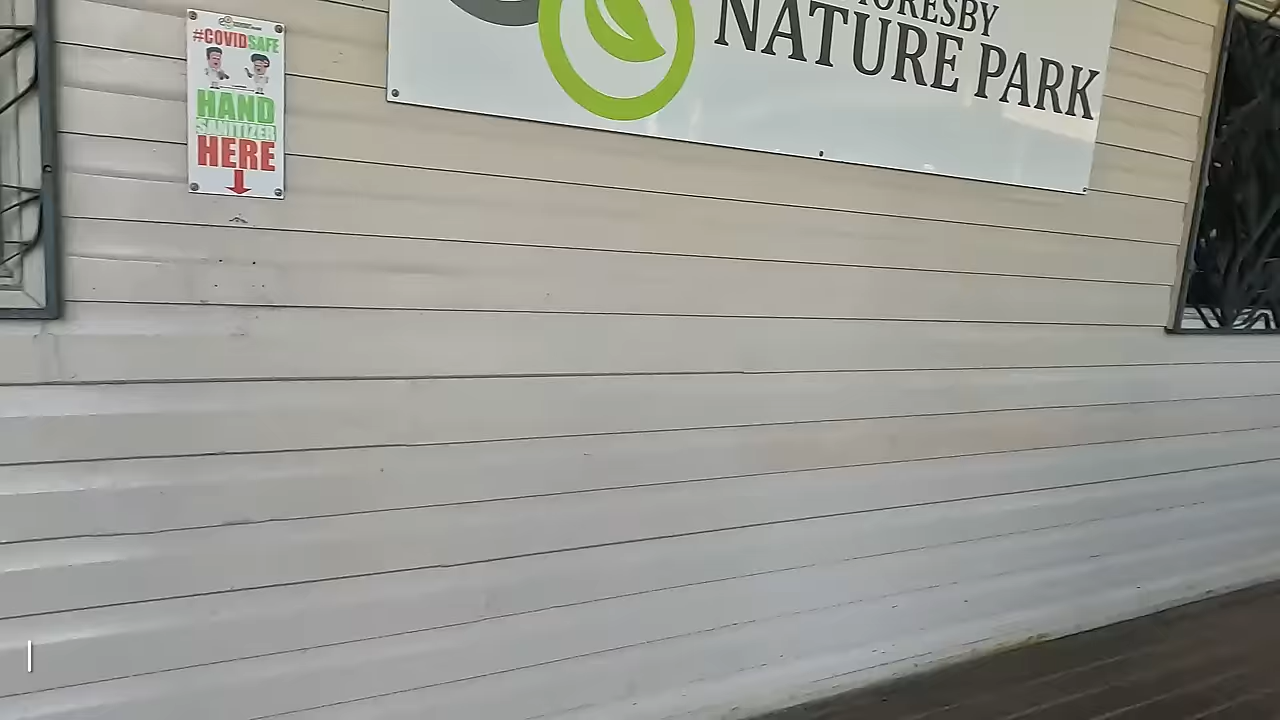 #COVIDSAFE
HAND
SANITIZER
HERE
NATURE PARK